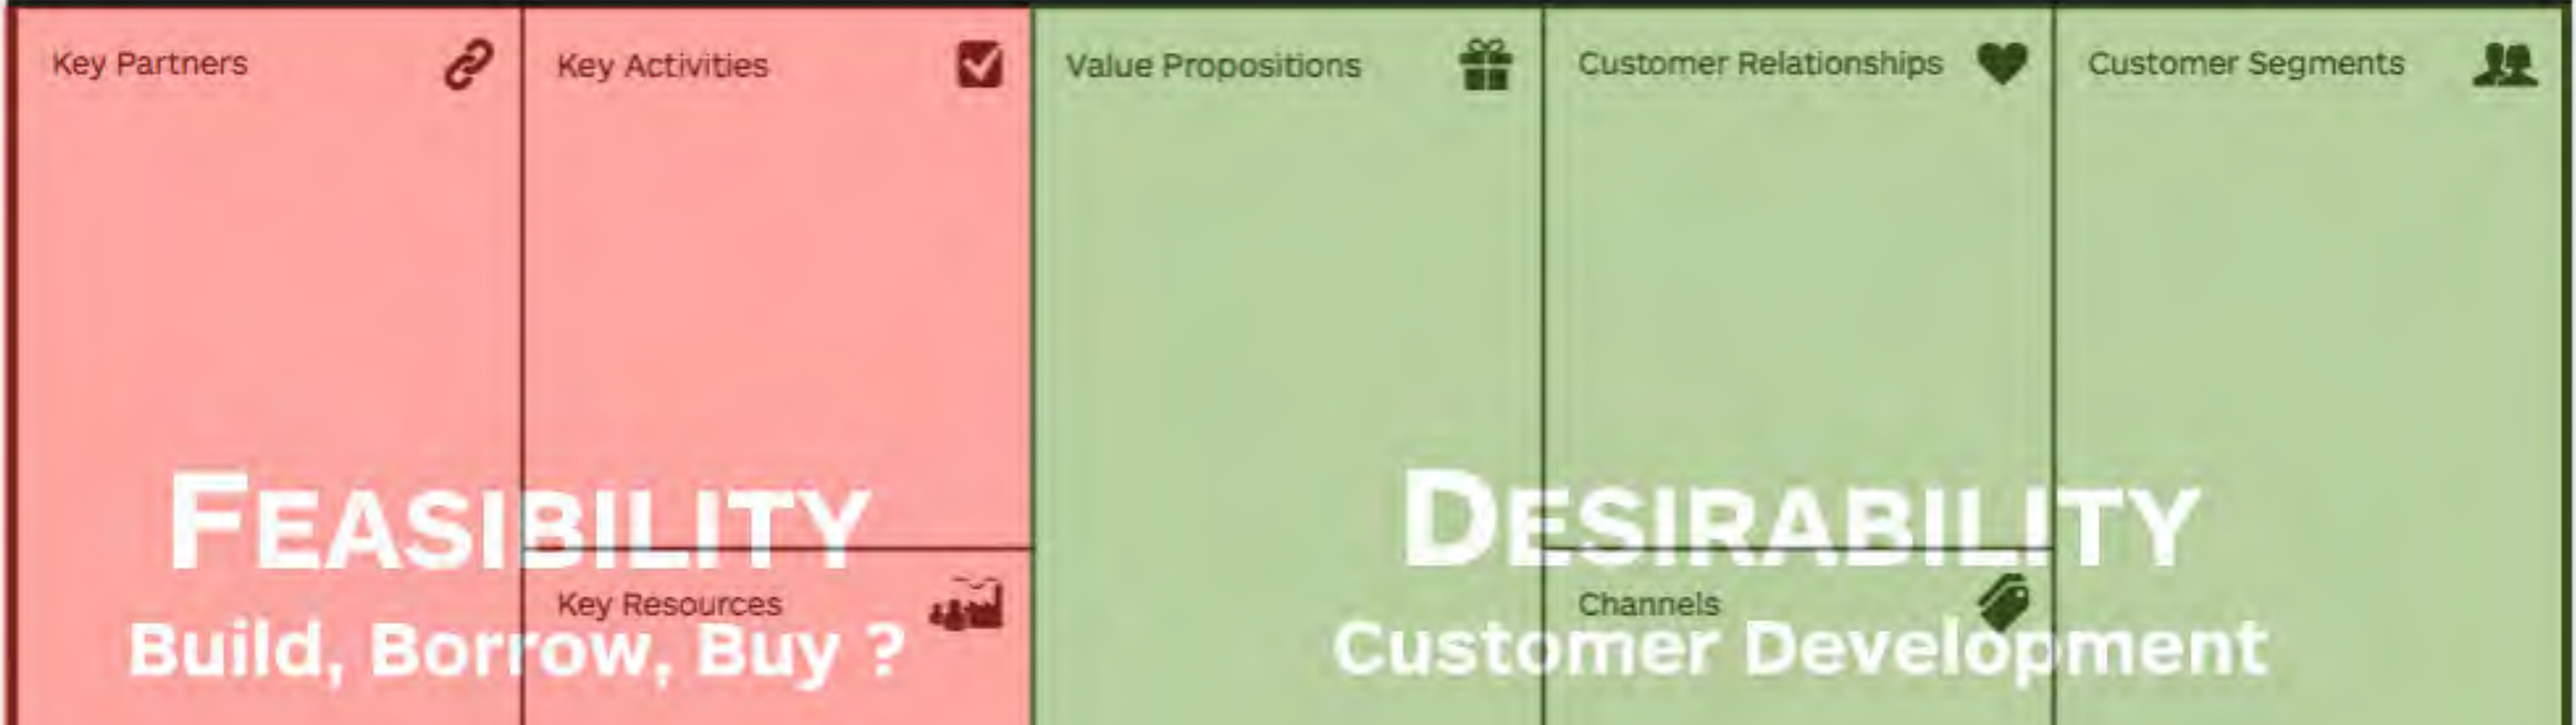 Key Partners
Key Activities
Value Propositions
Customer Relationships
Customer Segments
FEASIBILITY
DESIRABILITY
Key Resources
Channels
Build, Borrow, Buy ?
Customer Development